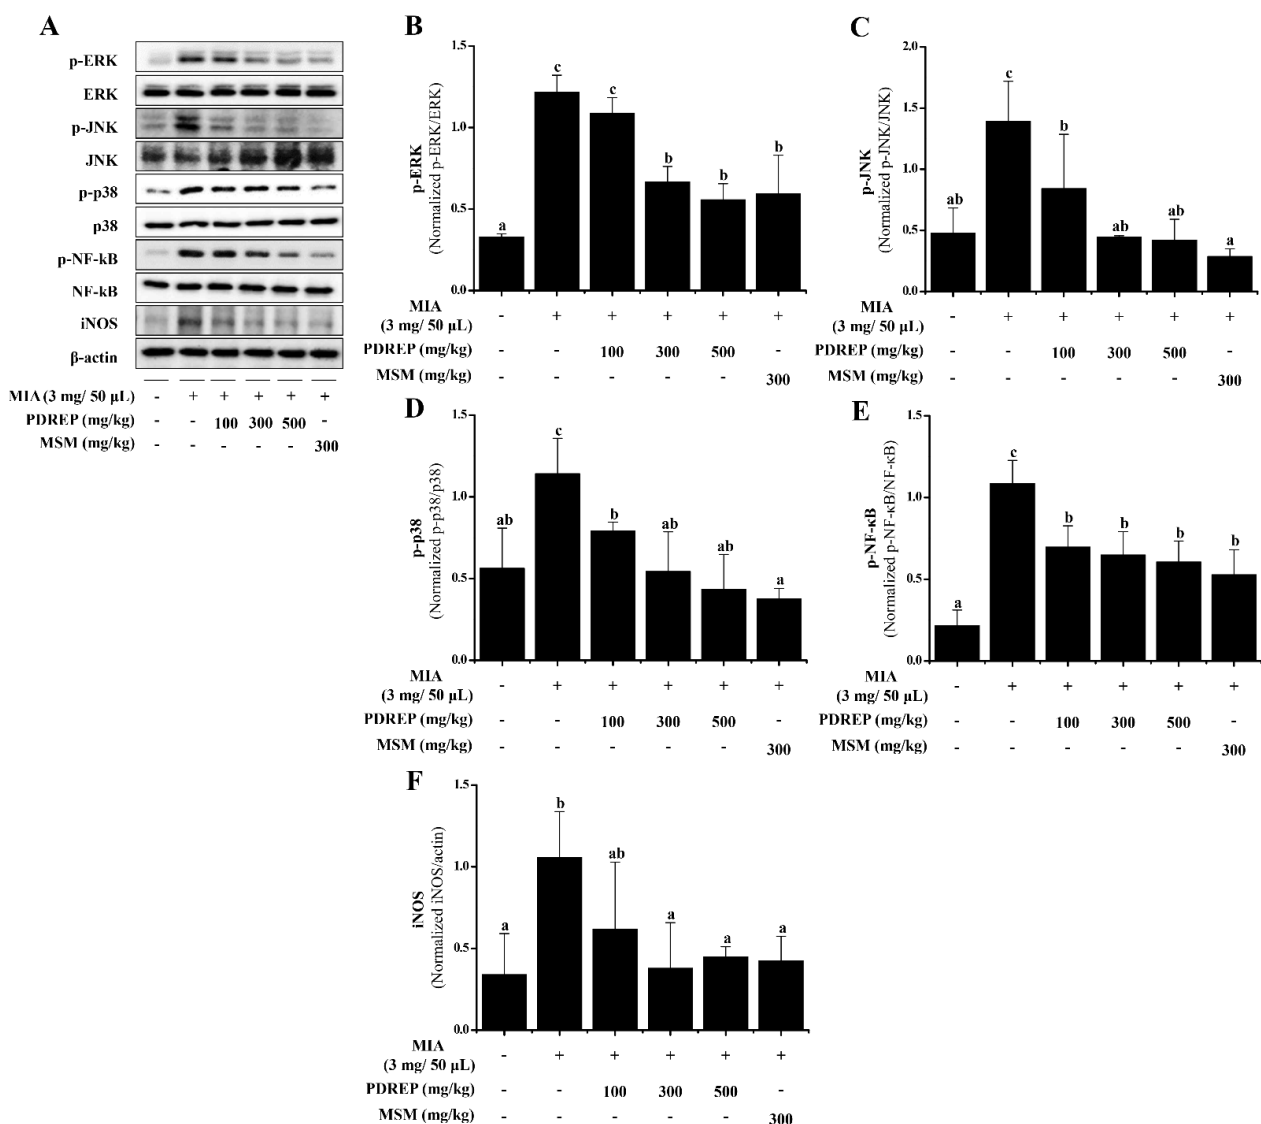 A
p-ERK
ERK
p-JNK
JNK
p-p38
p38
p-NF-kB
NF-kB
iNOS
β-actin
MIA (3 mg/ 50 μL) - + + + + +
PDREP (mg/kg) - - 100 300 500 -
MSM (mg/kg) - - - - - 300
B
p-ERK
(Normalized p-ERK/ERK)
1.5
1.0
0.5
0.0
a c c b b b
MIA
(3 mg/ 50 μL) - + + + + +
PDREP (mg/kg) - - 100 300 500 -
MSM (mg/kg) - - - - - 300
C
p-JNK
(Normalized p-JNK/JNK)
2.0
1.5
1.0
0.5
0.0
ab c b ab ab a
MIA
(3 mg/ 50 μL) - + + + + +
PDREP (mg/kg) - - 100 300 500 -
MSM (mg/kg) - - - - - 300
D
p-p38
(Normalized p-p38/p38)
1.5
1.0
0.5
0.0
ab c b ab ab a
MIA
(3 mg/ 50 μL) - + + + + +
PDREP (mg/kg) - - 100 300 500 -
MSM (mg/kg) - - - - - 300
E
p-NF-κB
(Normalized p-NF-κB/NF-κB)
1.5
1.0
0.5
0.0
a c b b b b
MIA
(3 mg/ 50 μL) - + + + + +
PDREP (mg/kg) - - 100 300 500 -
MSM (mg/kg) - - - - - 300
F
iNOS
(Normalized iNOS/actin)
1.5
1.0
0.5
0.0
a b ab a a a
MIA
(3 mg/ 50 μL) - + + + + +
PDREP (mg/kg) - - 100 300 500 -
MSM (mg/kg) - - - - - 300